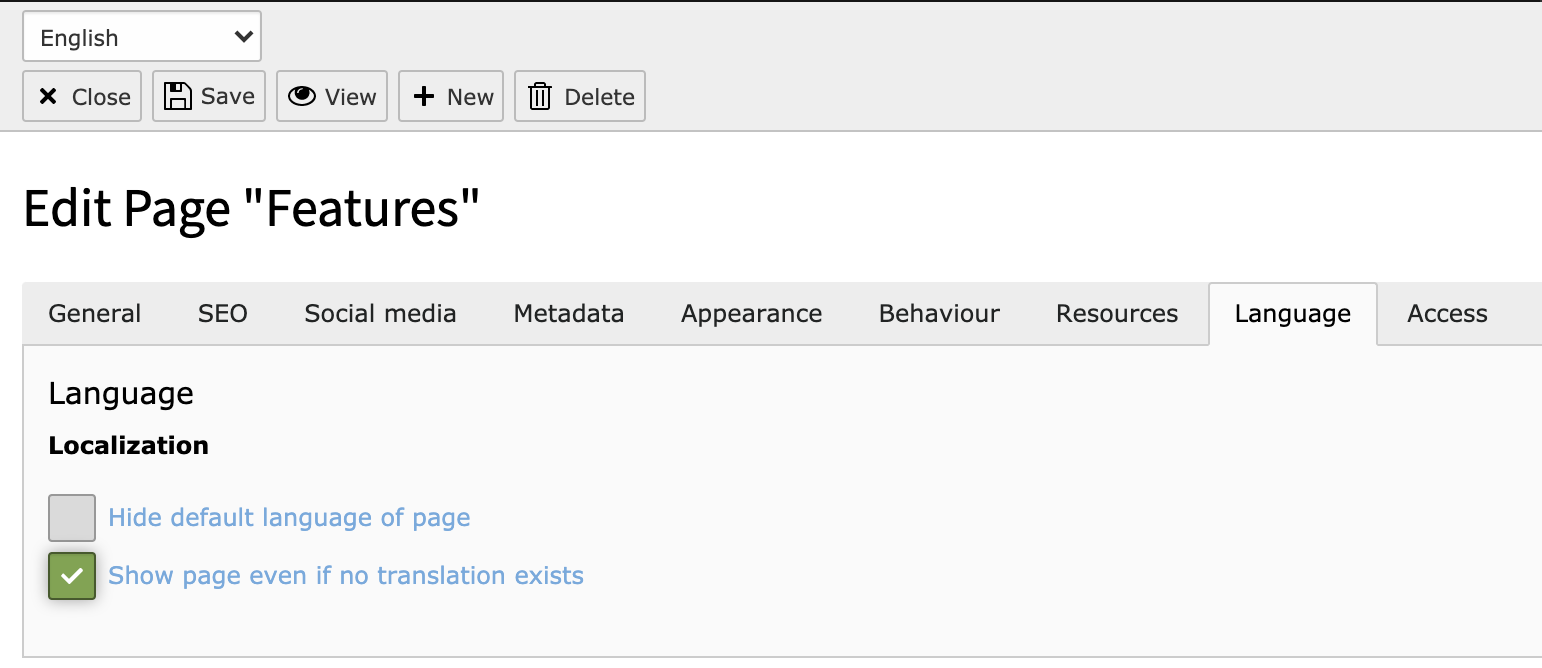 English
Close Save View New Delete
Edit Page "Features"
General SEO Social media Metadata Appearance Behaviour Resources Language Access
Language
Localization
Hide default language of page
Show page even if no translation exists